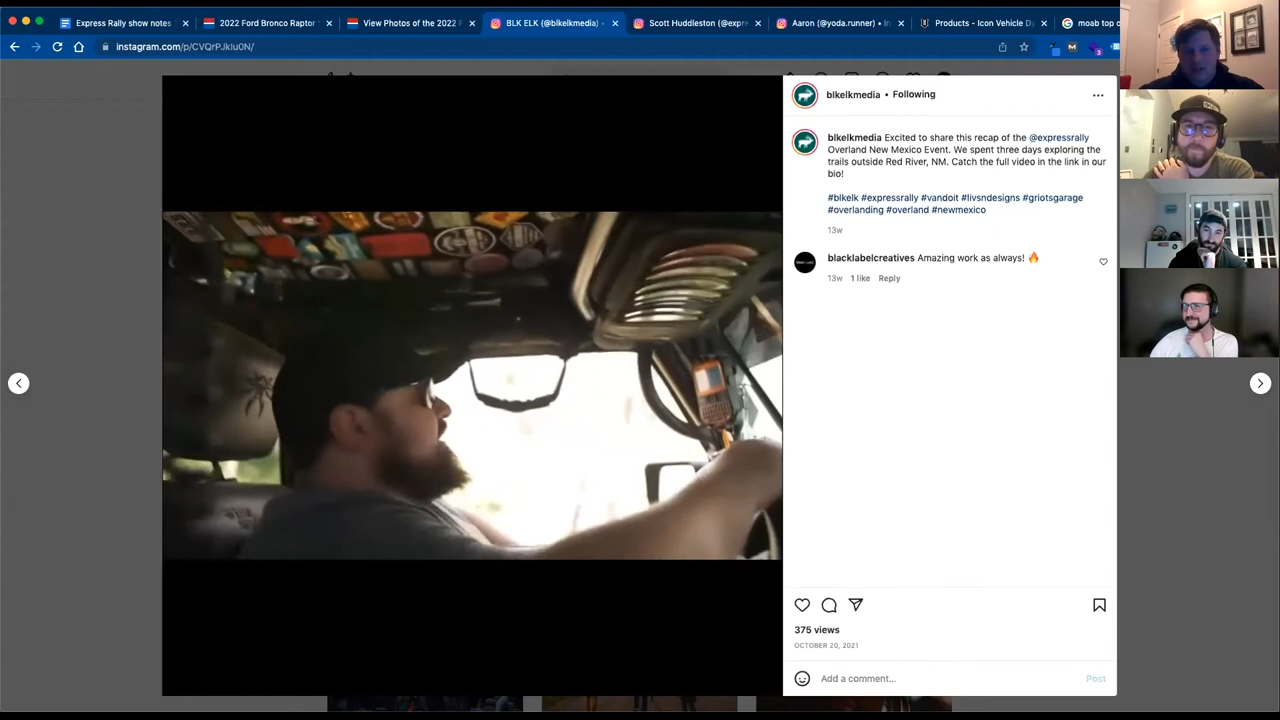 Express Rally show notes
2022 Ford Bronco Raptor
View Photos of the 2022
BLK ELK (@blkelkmedia) •
Scott Huddleston (@expre
Aaron (@yoda.runner) • In
Products - Icon Vehicle Dy
moab top o
instagram.com/p/CVQrPJklu0N/
blkelkmedia • Following
blkelkmedia Excited to share this recap of the @expressrally
Overland New Mexico Event. We spent three days exploring the
trails outside Red River, NM. Catch the full video in the link in our
bio!
#blkelk #expressrally #vandoit #livsndesigns #griotsgarage
#overlanding #overland #newmexico
13w
blacklabelcreatives Amazing work as always! 🔥
13w 1 like Reply
375 views
OCTOBER 20, 2021
Add a comment...
Post